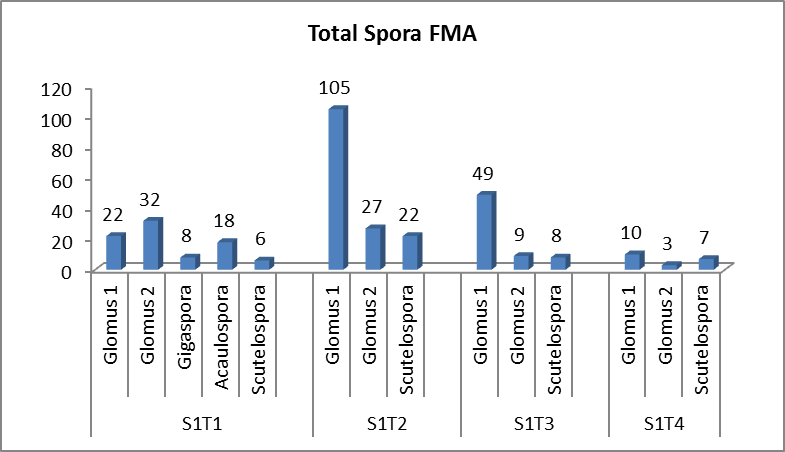 Total Spora FMA
120
100
80
60
40
20
0
22
32
8
18
6
105
27
22
49
9
8
10
3
7
Glomus 1
Glomus 2
Gigaspora
Acaulospora
Scutelospora
Glomus 1
Glomus 2
Scutelospora
Glomus 1
Glomus 2
Scutelospora
Glomus 1
Glomus 2
Scutelospora
S1T1
S1T2
S1T3
S1T4